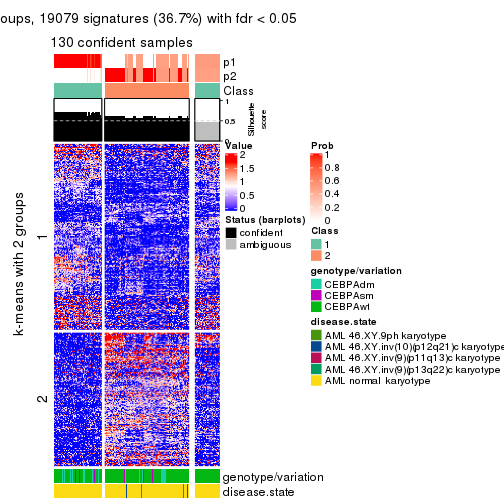 oups, 19079 signatures (36.7%) with fdr < 0.05
130 confident samples
p1
p2
Class
1
0.5
0
Silhouette
score
k-means with 2 groups
1
2
Value
2
1.5
1
0.5
0
Status (barplots)
confident
ambiguous
Prob
1
0.8
0.6
0.4
0.2
0
Class
1
2
genotype/variation
CEBPAdm
CEBPAsm
CEBPAwt
disease.state
AML 46.XY.9ph karyotype
AML 46.XY.inv(10)(p12q21)c karyotype
AML 46.XY.inv(9)(p11q13)c karyotype
AML 46.XY.inv(9)(p13q22)c karyotype
AML normal karyotype
genotype/variation
disease.state